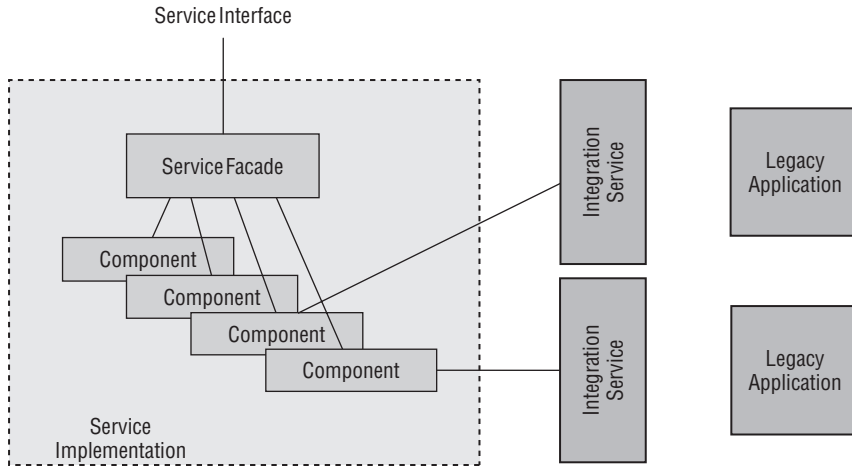 Service Interface
Service Facade
Component
Component
Component
Component
Service
Implementation
Integration
Service
Legacy
Application
Integration
Service
Legacy
Application